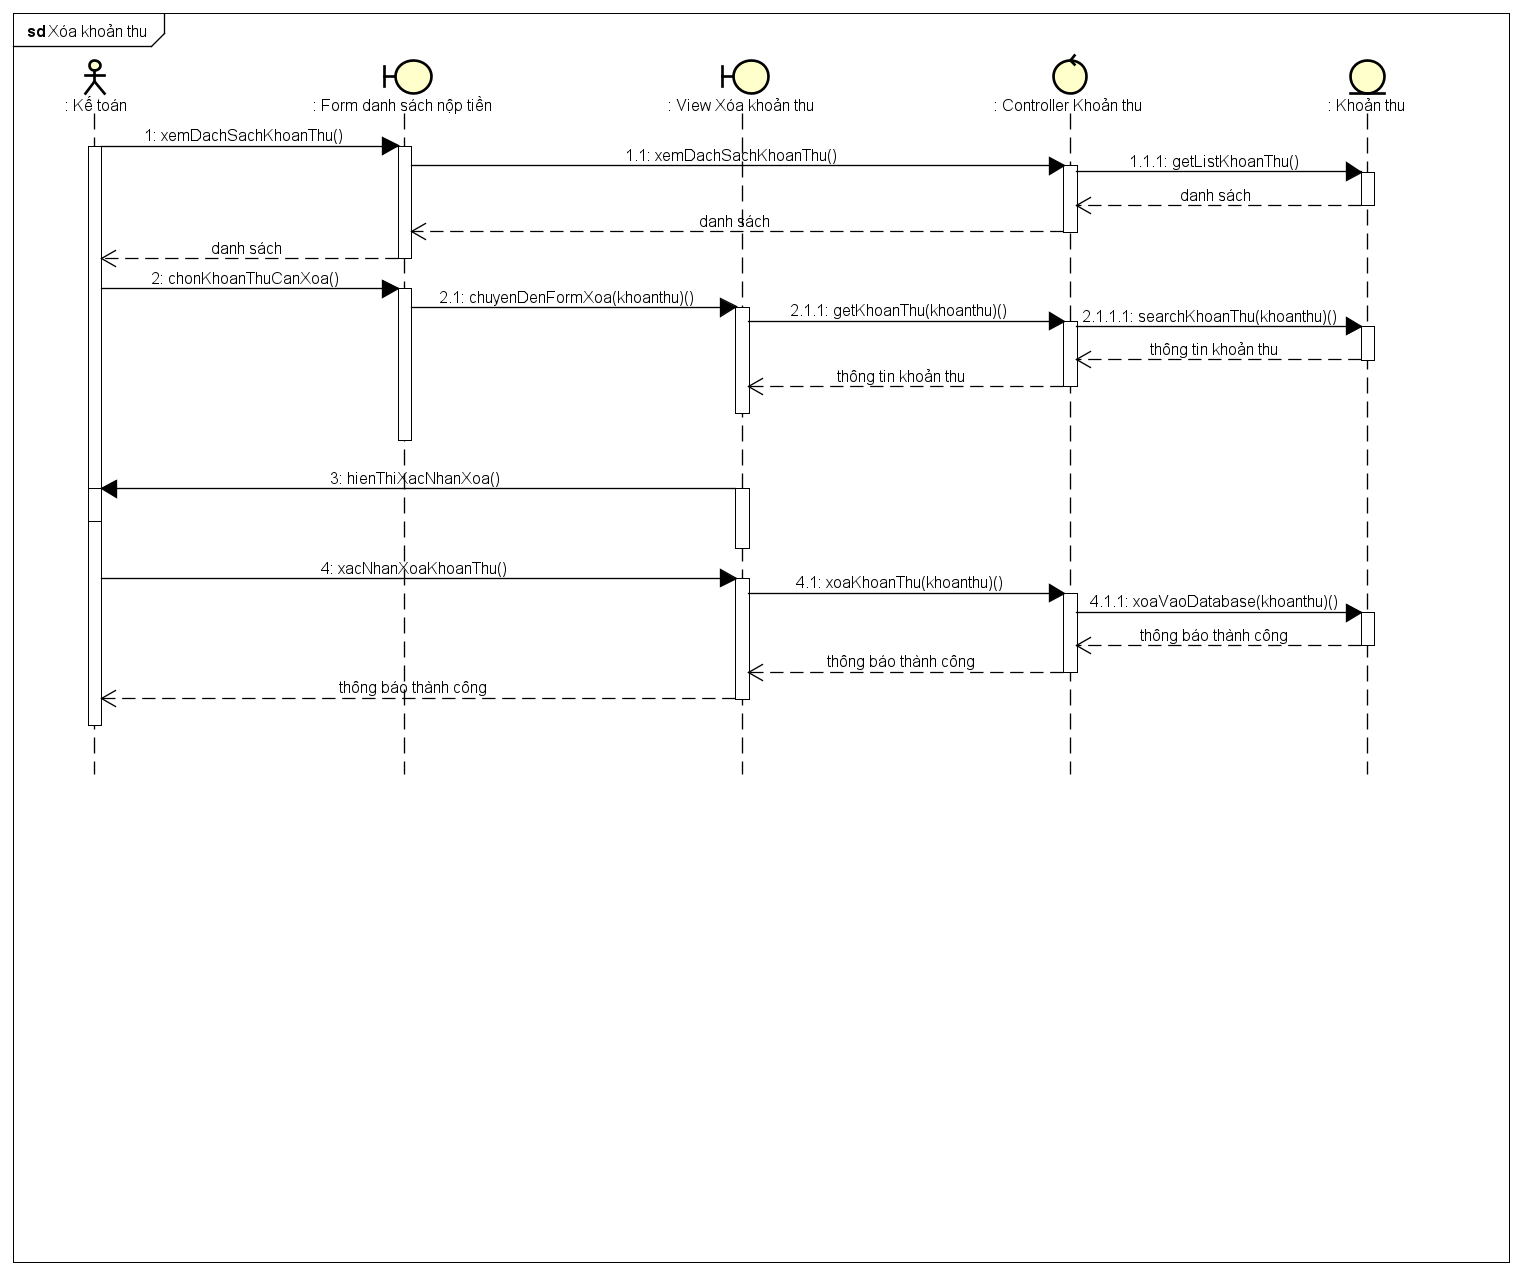 sd Xóa khoản thu
: Kế toán
: Form danh sách nộp tiền
: View Xóa khoản thu
: Controller Khoản thu
: Khoản thu
1: xemDachSachKhoanThu()
1.1: xemDachSachKhoanThu()
1.1.1: getListKhoanThu()
danh sách
danh sách
danh sách
2: chonKhoanThuCanXoa()
2.1: chuyenDenFormXoa(khoanthu)()
2.1.1: getKhoanThu(khoanthu)()
2.1.1.1: searchKhoanThu(khoanthu)()
thông tin khoản thu
thông tin khoản thu
3: hienThiXacNhanXoa()
4: xacNhanXoaKhoanThu()
4.1: xoaKhoanThu(khoanthu)()
4.1.1: xoaVaoDatabase(khoanthu)()
thông báo thành công
thông báo thành công
thông báo thành công